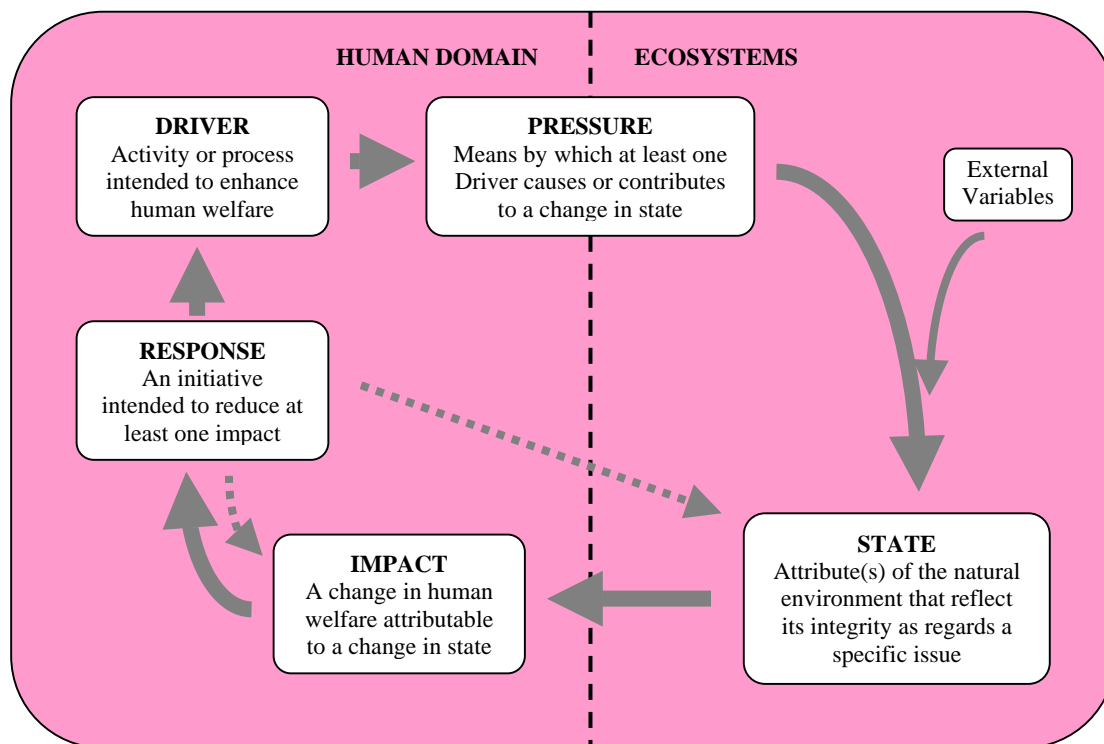 HUMAN DOMAIN
ECOSYSTEMS
DRIVER
Activity or process
intended to enhance
human welfare
PRESSURE
Means by which at least one
Driver causes or contributes
to a change in state
External
Variables
RESPONSE
An initiative
intended to reduce at
least one impact
IMPACT
A change in human
welfare attributable
to a change in state
STATE
Attribute(s) of the natural
environment that reflect
its integrity as regards a
specific issue